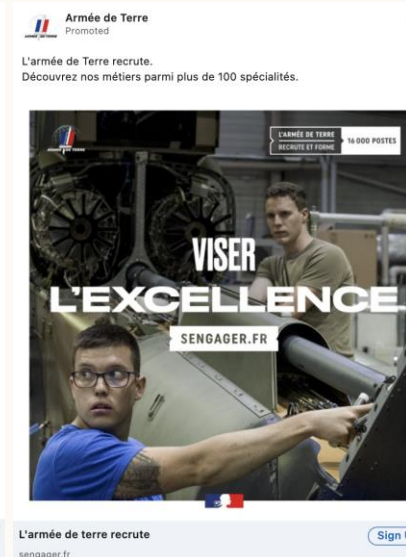 Armée de Terre
Promoted
L'armée de Terre recrute.
Découvrez nos métiers parmi plus de 100 spécialités.
L'ARMÉE DE TERRE
RECRUTE ET FORME
16 000 POSTES
VISER
L'EXCELLENCE
SENGAGER.FR
L'armée de terre recrute
Sign
sengager.fr